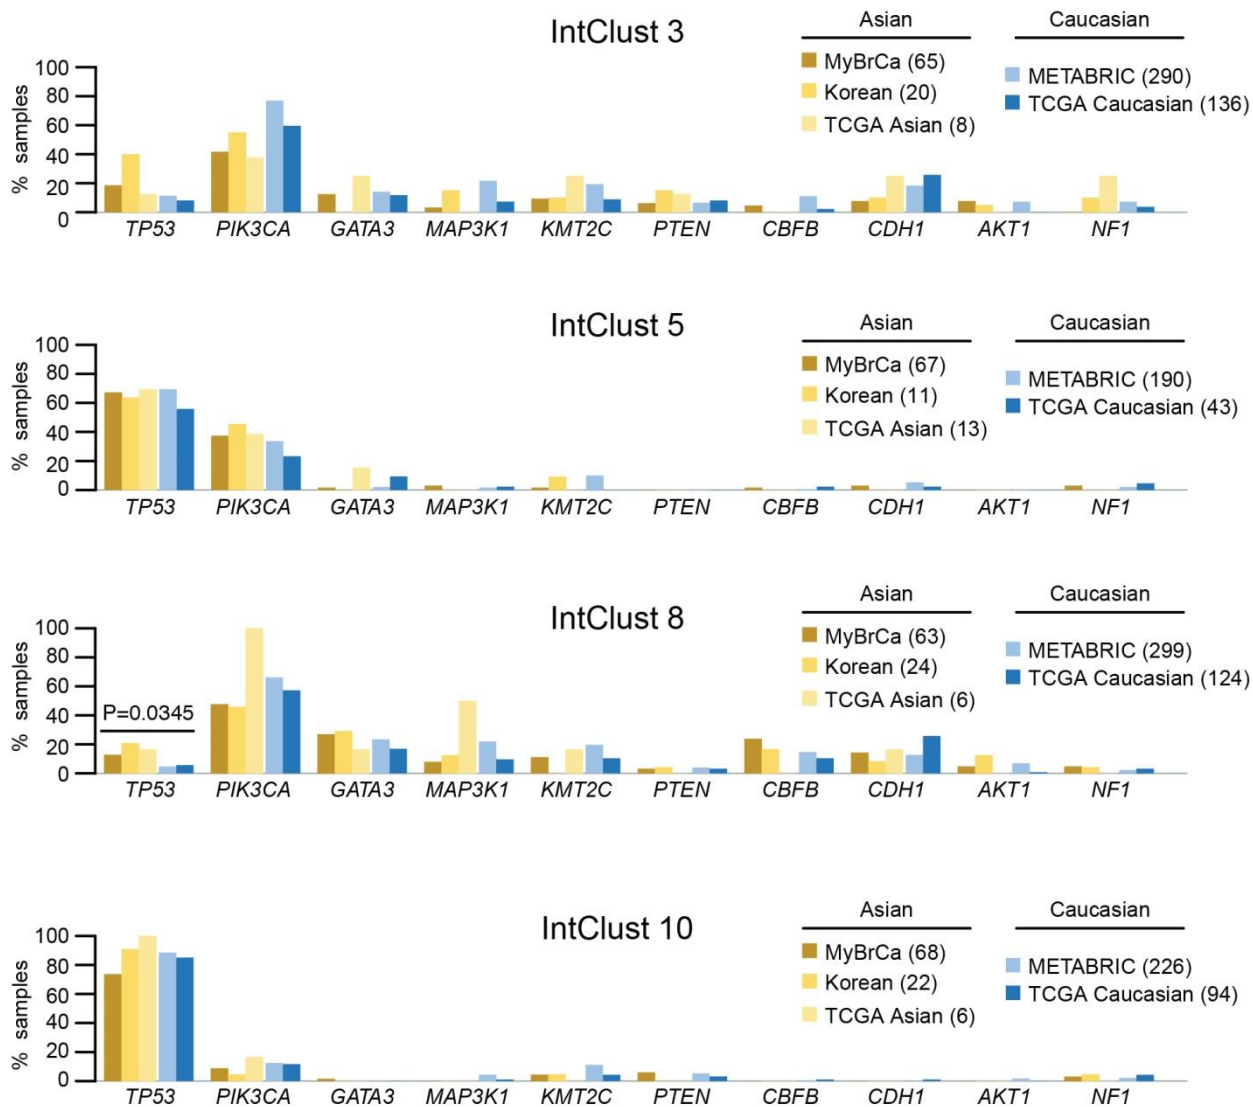 IntClust 3
Asian
Caucasian
MyBrCa (65)
Korean (20)
TCGA Asian (8)
METABRIC (290)
TCGA Caucasian (136)
% samples
100
80
60
40
20
0
TP53 PIK3CA GATA3 MAP3K1 KMT2C PTEN CBFB CDH1 AKT1 NF1
IntClust 5
Asian
Caucasian
MyBrCa (67)
Korean (11)
TCGA Asian (13)
METABRIC (190)
TCGA Caucasian (43)
% samples
100
80
60
40
20
0
TP53 PIK3CA GATA3 MAP3K1 KMT2C PTEN CBFB CDH1 AKT1 NF1
IntClust 8
Asian
Caucasian
MyBrCa (63)
Korean (24)
TCGA Asian (6)
METABRIC (299)
TCGA Caucasian (124)
% samples
100
80
60
40
20
0
P=0.0345
TP53 PIK3CA GATA3 MAP3K1 KMT2C PTEN CBFB CDH1 AKT1 NF1
IntClust 10
Asian
Caucasian
MyBrCa (68)
Korean (22)
TCGA Asian (6)
METABRIC (226)
TCGA Caucasian (94)
% samples
100
80
60
40
20
0
TP53 PIK3CA GATA3 MAP3K1 KMT2C PTEN CBFB CDH1 AKT1 NF1